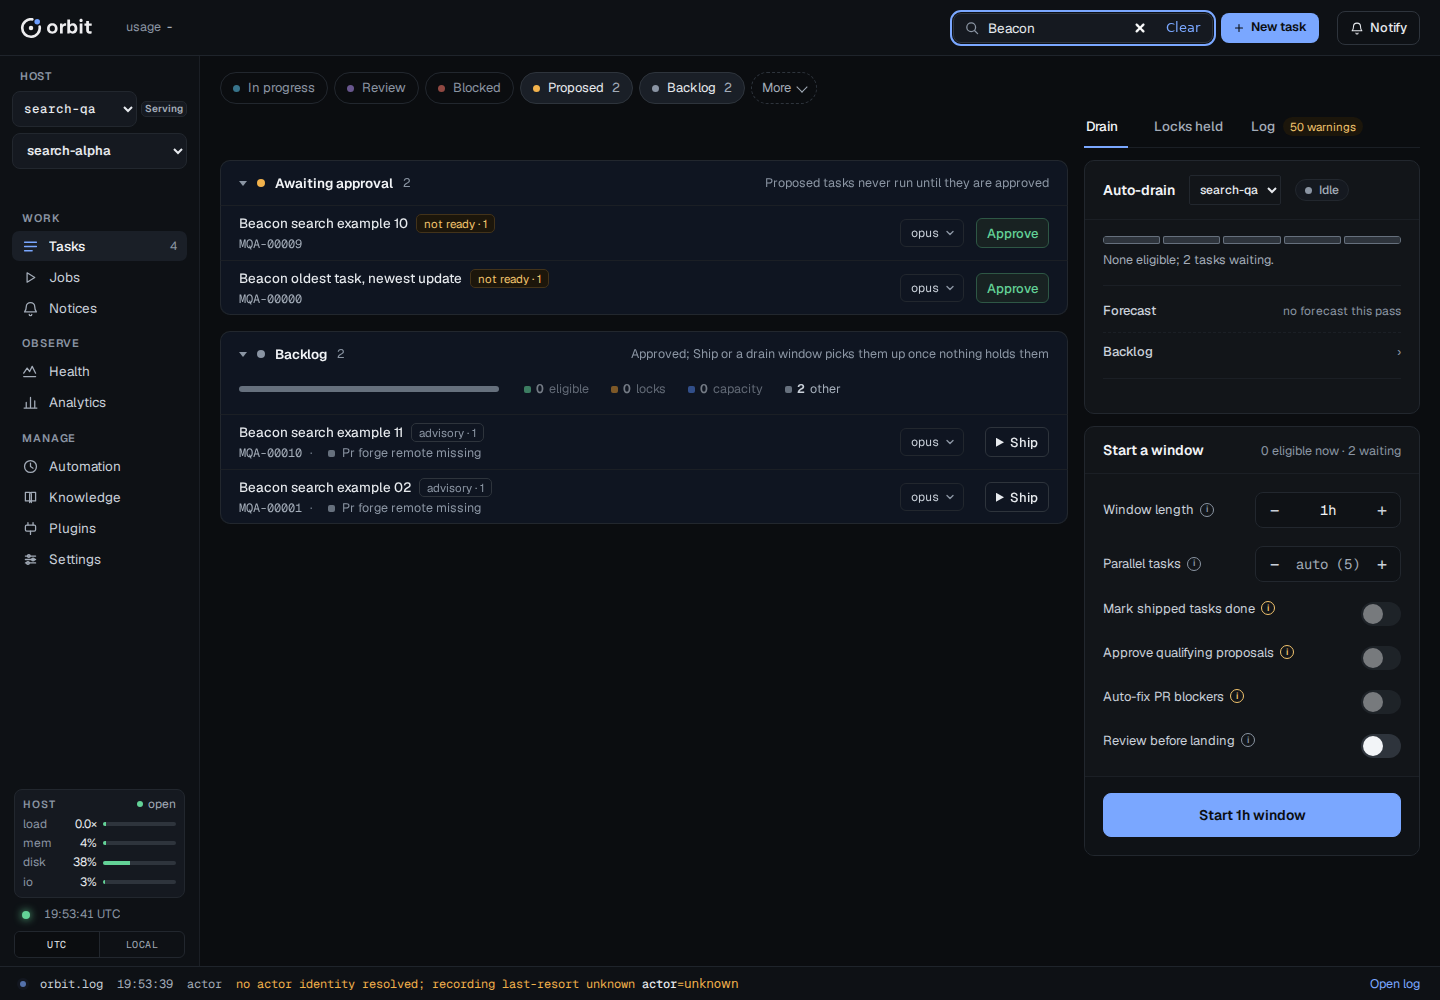 orbit
usage –
Beacon
Clear
+ New task
Notify
HOST
search-qa
Serving
search-alpha
WORK
Tasks 4
Jobs
Notices
OBSERVE
Health
Analytics
MANAGE
Automation
Knowledge
Plugins
Settings
HOST open
load 0.0×
mem 4%
disk 38%
io 3%
19:53:41 UTC
UTC LOCAL
In progress
Review
Blocked
Proposed 2
Backlog 2
More
Awaiting approval 2
Proposed tasks never run until they are approved
Beacon search example 10 not ready · 1
MQA-00009
opus
Approve
Beacon oldest task, newest update not ready · 1
MQA-00000
opus
Approve
Backlog 2
Approved; Ship or a drain window picks them up once nothing holds them
0 eligible 0 locks 0 capacity 2 other
Beacon search example 11 advisory · 1
MQA-00010 · Pr forge remote missing
opus
Ship
Beacon search example 02 advisory · 1
MQA-00001 · Pr forge remote missing
opus
Ship
Drain
Locks held
Log 50 warnings
Auto-drain
search-qa
Idle
None eligible; 2 tasks waiting.
Forecast no forecast this pass
Backlog ›
Start a window 0 eligible now · 2 waiting
Window length − 1h +
Parallel tasks − auto (5) +
Mark shipped tasks done
Approve qualifying proposals
Auto-fix PR blockers
Review before landing
Start 1h window
orbit.log 19:53:39 actor no actor identity resolved; recording last-resort unknown actor=unknown
Open log